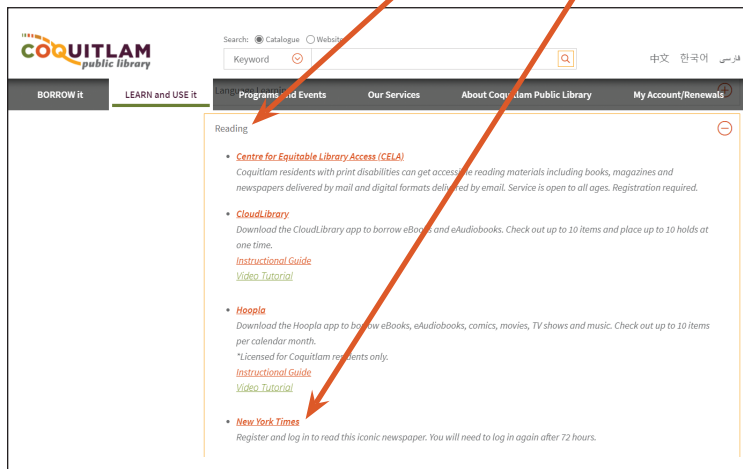 COQUITLAM
public library
Search: Catalogue Website
Keyword
中文 한국어 فارسی
BORROW it LEARN and USE it Language Learning Programs and Events Our Services About Coquitlam Public Library My Account/Renewals
Reading
• Centre for Equitable Library Access (CELA)
Coquitlam residents with print disabilities can get accessible reading materials including books, magazines and
newspapers delivered by mail and digital formats delivered by email. Service is open to all ages. Registration required.
• CloudLibrary
Download the CloudLibrary app to borrow eBooks and eAudiobooks. Check out up to 10 items and place up to 10 holds at
one time.
Instructional Guide
Video Tutorial
• Hoopla
Download the Hoopla app to borrow eBooks, eAudiobooks, comics, movies, TV shows and music. Check out up to 10 items
per calendar month.
*Licensed for Coquitlam residents only.
Instructional Guide
Video Tutorial
• New York Times
Register and log in to read this iconic newspaper. You will need to log in again after 72 hours.